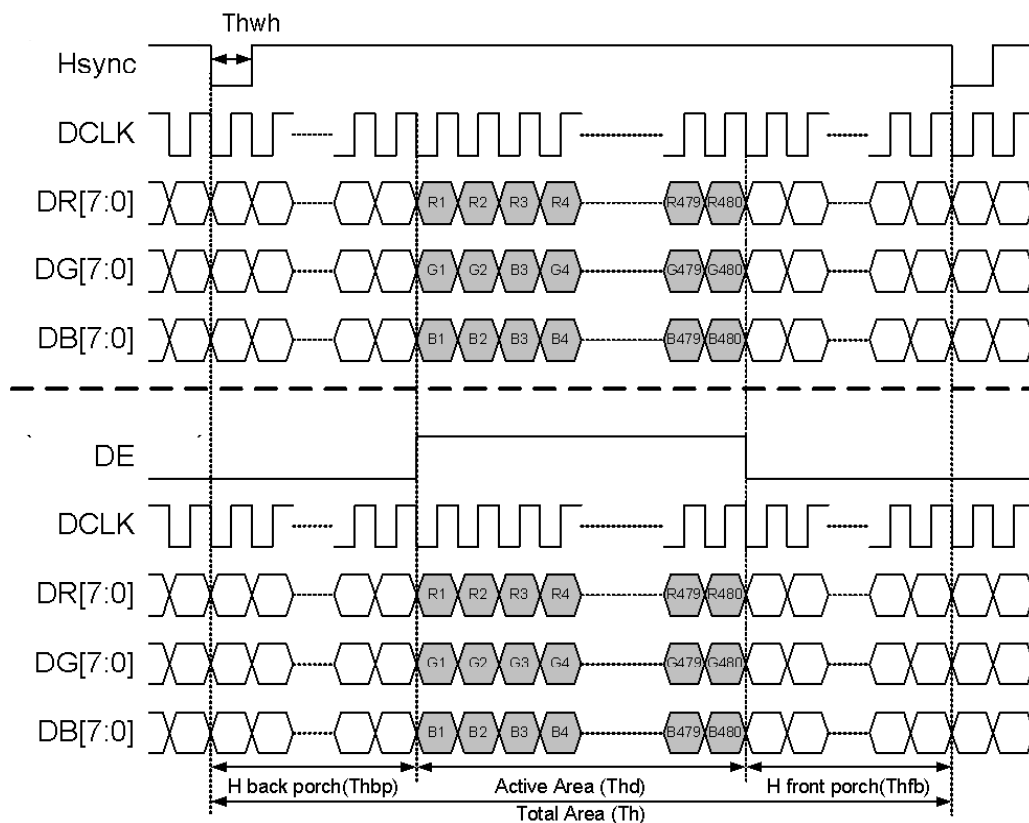 Thwh
Hsync
DCLK
DR[7:0] R1 R2 R3 R4 R479 R480
DG[7:0] G1 G2 B3 G4 G479 G480
DB[7:0] B1 B2 B3 B4 B479 B480
DE
DCLK
DR[7:0] R1 R2 R3 R4 R479 R480
DG[7:0] G1 G2 G3 G4 G479 G480
DB[7:0] B1 B2 B3 B4 B479 B480
H back porch(Thbp) Active Area (Thd) H front porch(Thfb)
Total Area (Th)